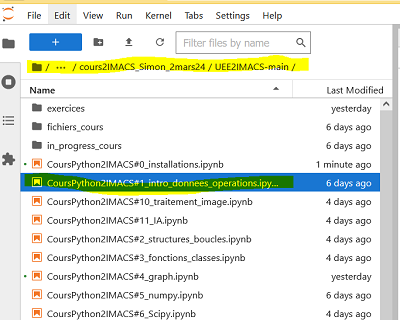 File Edit View Run Kernel Tabs Settin
+
Filter files by name
/ ··· / cours2IMACS_Simon_2mars24 / UEE2IMACS-main /
Name Last Modified
exercices yesterday
fichiers_cours 6 days ago
in_progress_cours 6 days ago
CoursPython2IMACS#0_installations.ipynb 1 minute ago
CoursPython2IMACS#1_intro_donnees_operations.ipy... 6 days ago
CoursPython2IMACS#10_traitement_image.ipynb 4 days ago
CoursPython2IMACS#11_IA.ipynb 4 days ago
CoursPython2IMACS#2_structures_boucles.ipynb 4 days ago
CoursPython2IMACS#3_fonctions_classes.ipynb 4 days ago
CoursPython2IMACS#4_graph.ipynb yesterday
CoursPython2IMACS#5_numpy.ipynb 6 days ago
CoursPython2IMACS#6_Scipy.ipynb 4 days ago